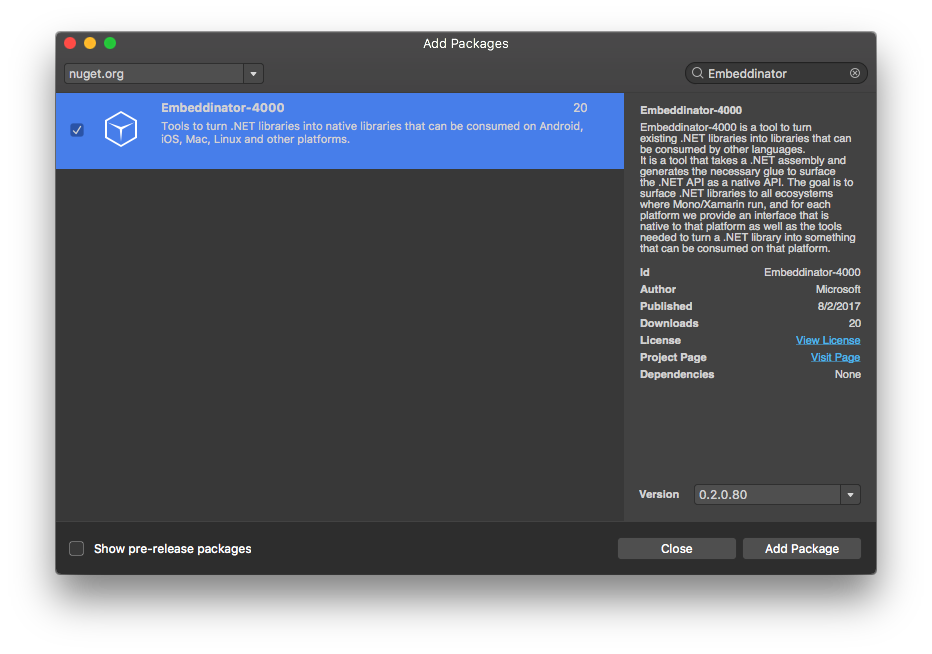 Add Packages
nuget.org
Embeddinator
Embeddinator-4000 20
Tools to turn .NET libraries into native libraries that can be consumed on Android,
iOS, Mac, Linux and other platforms.
Embeddinator-4000
Embeddinator-4000 is a tool to turn
existing .NET libraries into libraries that can
be consumed by other languages.
It is a tool that takes a .NET assembly and
generates the necessary glue to surface
the .NET API as a native API. The goal is to
surface .NET libraries to all ecosystems
where Mono/Xamarin run, and for each
platform we provide an interface that is
native to that platform as well as the tools
needed to turn a .NET library into something
that can be consumed on that platform.
Id Embeddinator-4000
Author Microsoft
Published 8/2/2017
Downloads 20
License View License
Project Page Visit Page
Dependencies None
Version 0.2.0.80
Show pre-release packages
Close
Add Package